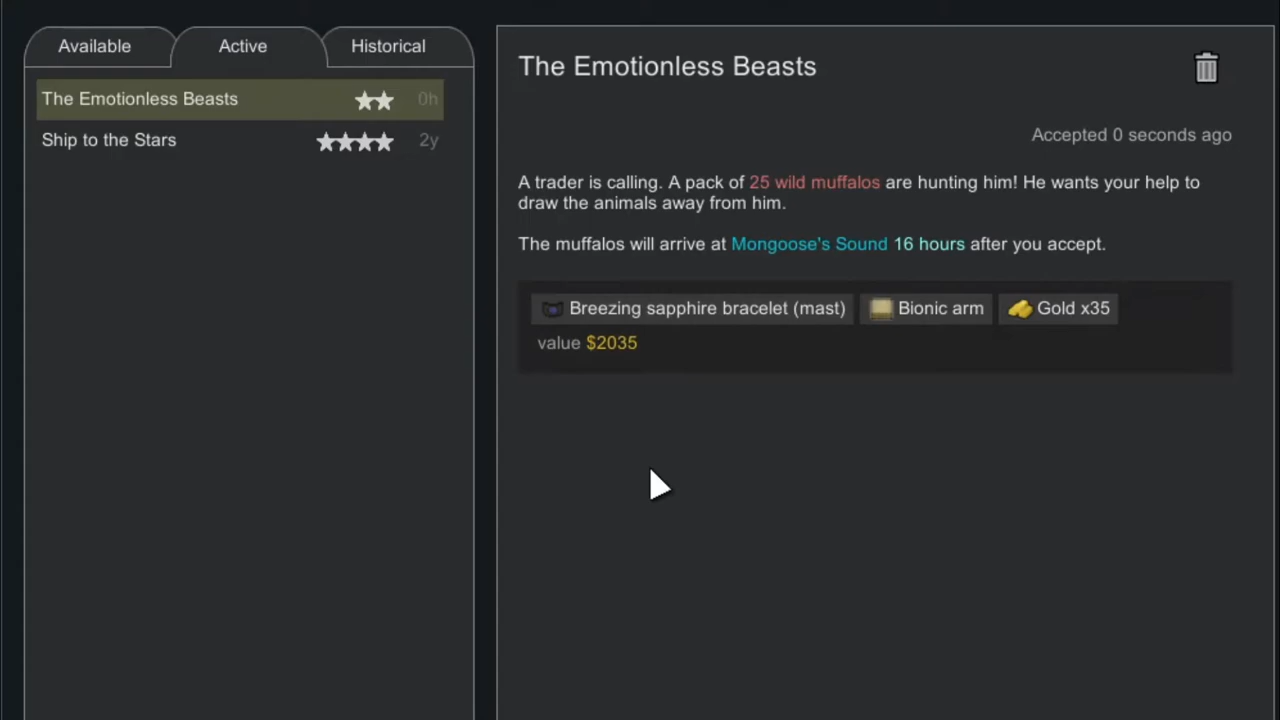 Available Active Historical
The Emotionless Beasts 0h
Ship to the Stars 2y
The Emotionless Beasts
Accepted 0 seconds ago
A trader is calling. A pack of 25 wild muffalos are hunting him! He wants your help to
draw the animals away from him.
The muffalos will arrive at Mongoose's Sound 16 hours after you accept.
Breezing sapphire bracelet (mast) Bionic arm Gold x35
value $2035